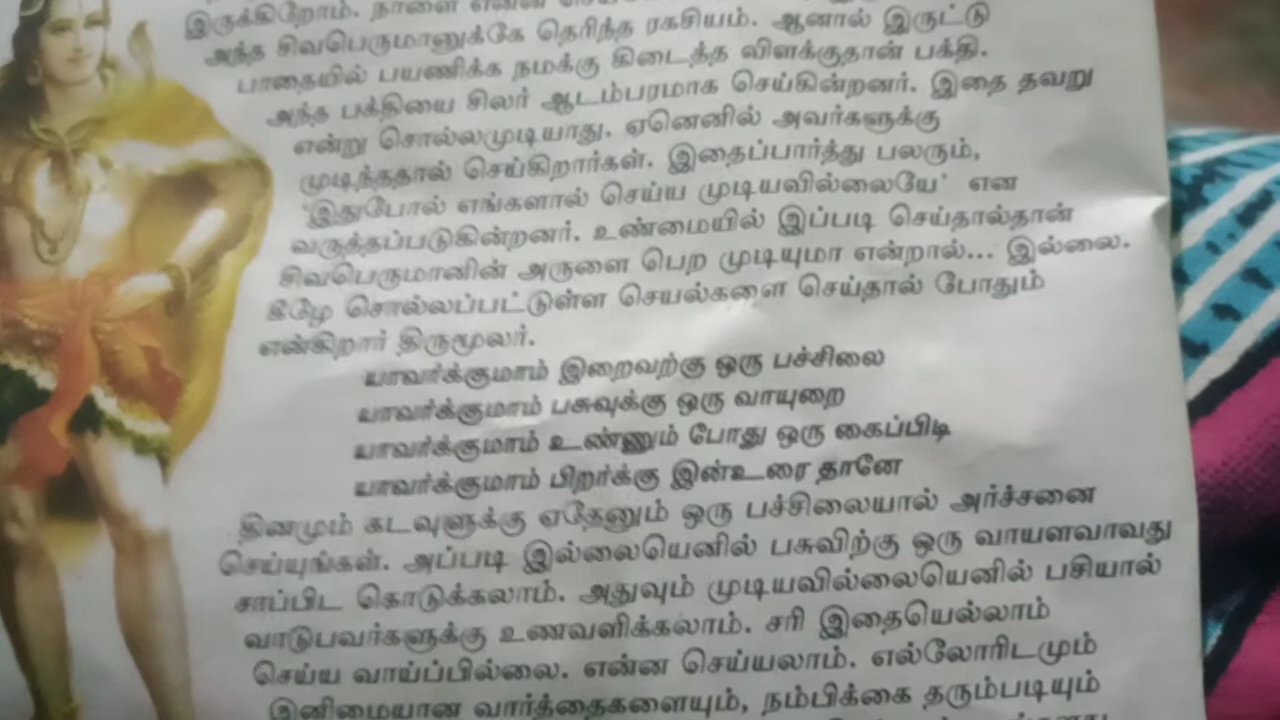 இருக்கிறோம். நாளை என்ன
அந்த சிவபெருமானுக்கே தெரிந்த ரகசியம். ஆனால் இருட்டு
பாதையில் பயணிக்க நமக்கு கிடைத்த விளக்குதான் பக்தி.
அந்த பக்தியை சிலர் ஆடம்பரமாக செய்கின்றனர். இதை தவறு
என்று சொல்லமுடியாது. ஏனெனில் அவர்களுக்கு
முடிந்ததால் செய்கிறார்கள். இதைப்பார்த்து பலரும்,
'இதுபோல் எங்களால் செய்ய முடியவில்லையே' என
வருத்தப்படுகின்றனர். உண்மையில் இப்படி செய்தால்தான்
சிவபெருமானின் அருளை பெற முடியுமா என்றால்... இல்லை.
கீழே சொல்லப்பட்டுள்ள செயல்களை செய்தால் போதும்
என்கிறார் திருமூலர்.
யாவர்க்குமாம் இறைவற்கு ஒரு பச்சிலை
யாவர்க்குமாம் பசுவுக்கு ஒரு வாயுறை
யாவர்க்குமாம் உண்ணும் போது ஒரு கைப்பிடி
யாவர்க்குமாம் பிறர்க்கு இன்உரை தானே
தினமும் கடவுளுக்கு ஏதேனும் ஒரு பச்சிலையால் அர்ச்சனை
செய்யுங்கள். அப்படி இல்லையெனில் பசுவிற்கு ஒரு வாயளவாவது
சாப்பிட கொடுக்கலாம். அதுவும் முடியவில்லையெனில் பசியால்
வாடுபவர்களுக்கு உணவளிக்கலாம். சரி இதையெல்லாம்
செய்ய வாய்ப்பில்லை. என்ன செய்யலாம். எல்லோரிடமும்
இனிமையான வார்த்தைகளையும், நம்பிக்கை தரும்படியும்